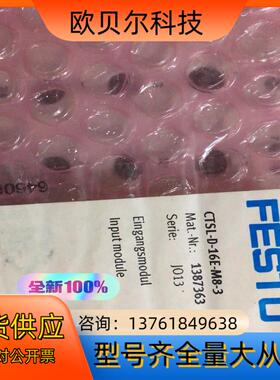 欧贝尔科技
CTSL-D-16E-M8-3
Mat.-Nr.: 1387363
Serie: J013
Eingangsmodul
Input module
FESTO
全新100%
咨询：13761849638
型号齐全量大从